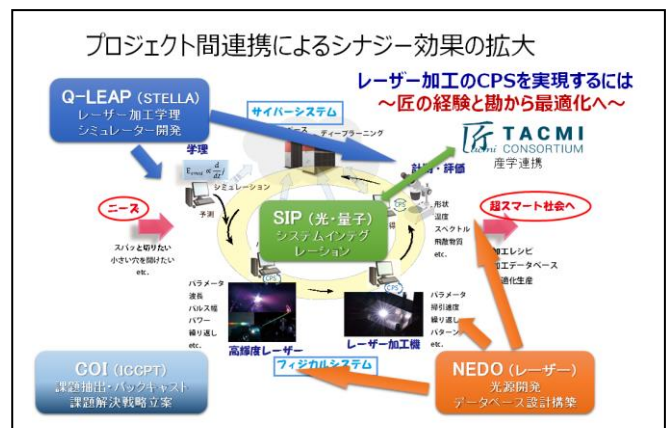 プロジェクト間連携によるシナジー効果の拡大
レーザー加工のCPSを実現するには
～匠の経験と勘から最適化へ～
Q-LEAP (STELLA)
レーザー加工学理
シミュレーター開発
サイバーシステム
ディープラーニング
匠 TACMI
CONSORTIUM
産学連携
学理
シミュレーション
予測
計測・評価
形状
温度
スペクトル
飛散物質
etc.
ニーズ
スパッと切りたい
小さい穴を開けたい
etc.
SIP (光・量子)
システムインテグ
レーション
超スマート社会へ
加工レシピ
加工データベース
最適化生産
CPS
CPS
CPS
パラメータ
波長
パルス幅
パワー
繰り返し
etc.
高輝度レーザー
レーザー加工機
パラメータ
掃引速度
繰り返し
パターン
etc.
フィジカルシステム
COI (ICCPT)
課題抽出・バックキャスト
課題解決戦略立案
NEDO (レーザー)
光源開発
データベース設計構築